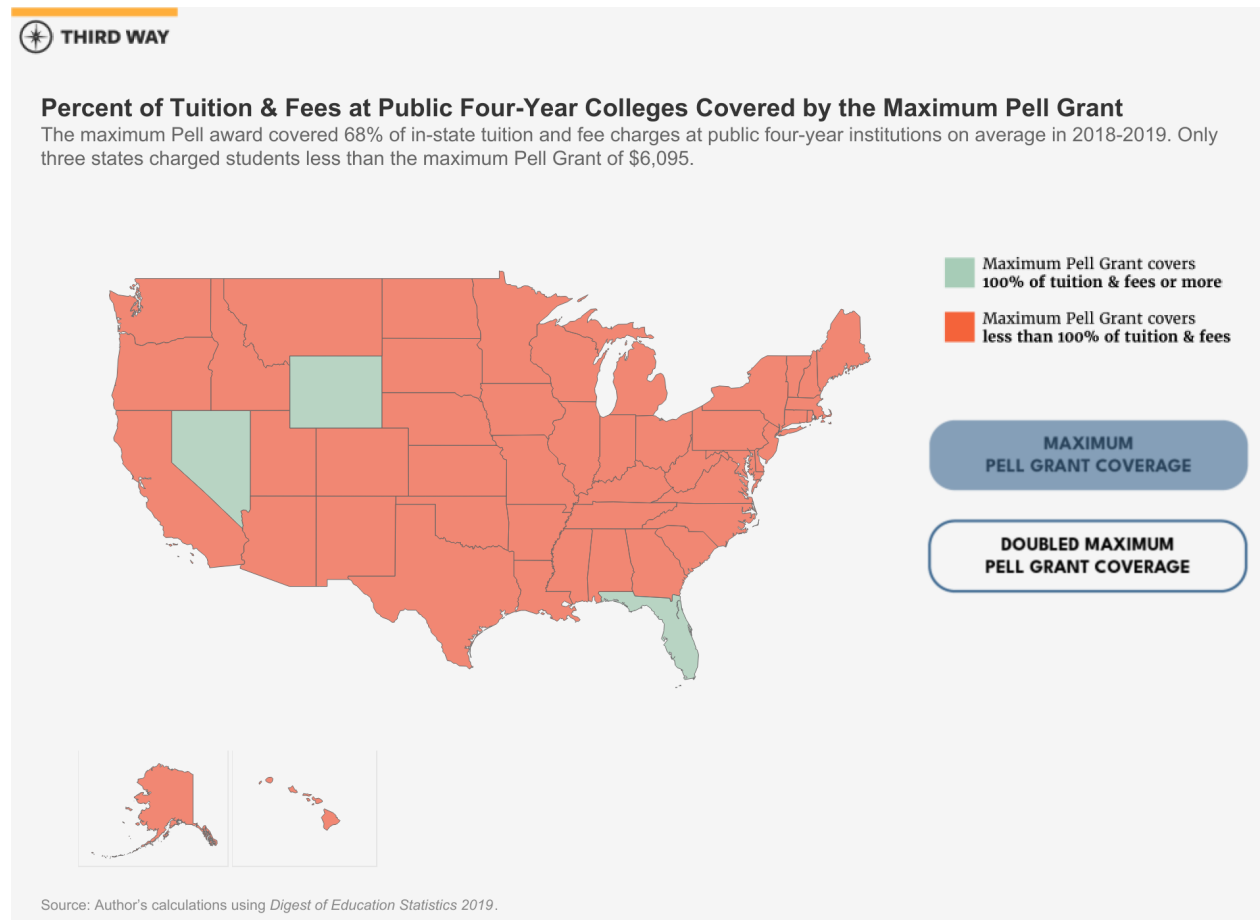 THIRD WAY
Percent of Tuition & Fees at Public Four-Year Colleges Covered by the Maximum Pell Grant
The maximum Pell award covered 68% of in-state tuition and fee charges at public four-year institutions on average in 2018-2019. Only
three states charged students less than the maximum Pell Grant of $6,095.
Maximum Pell Grant covers
100% of tuition & fees or more
Maximum Pell Grant covers
less than 100% of tuition & fees
MAXIMUM
PELL GRANT COVERAGE
DOUBLED MAXIMUM
PELL GRANT COVERAGE
Source: Author's calculations using Digest of Education Statistics 2019.